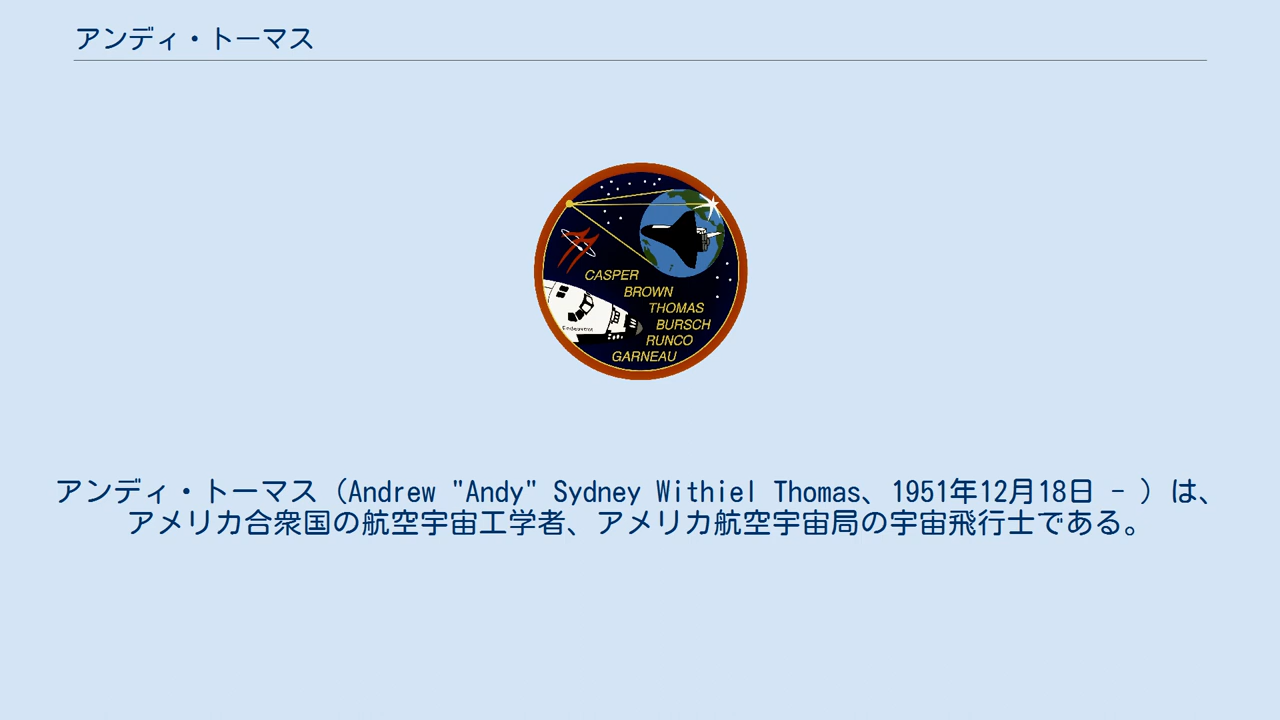 アンディ・トーマス
CASPER
BROWN
THOMAS
BURSCH
RUNCO
GARNEAU
Endeavour
アンディ・トーマス（Andrew "Andy" Sydney Withiel Thomas、1951年12月18日 - ）は、
アメリカ合衆国の航空宇宙工学者、アメリカ航空宇宙局の宇宙飛行士である。